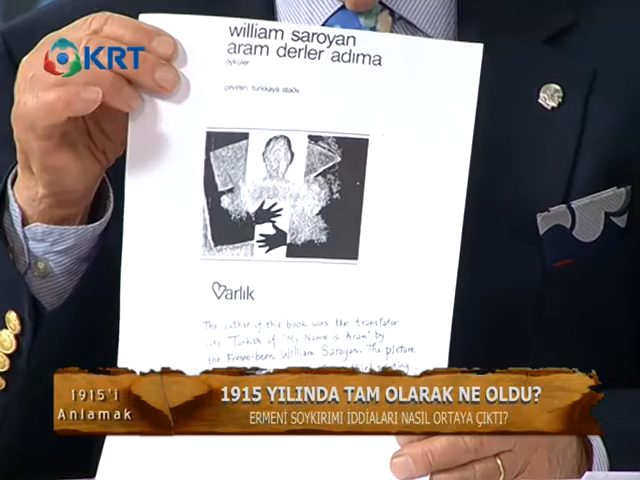 KRT
william saroyan
aram derler adıma
öyküler
çeviren: türkkaya ataöv
Varlık
The author of this book was the translator
into Turkish of "My Name is Aram" by
the Fresno-born William Saroyan. The picture
1915'i
Anlamak
1915 YILINDA TAM OLARAK NE OLDU?
ERMENİ SOYKIRIMI İDDİALARI NASIL ORTAYA ÇIKTI?